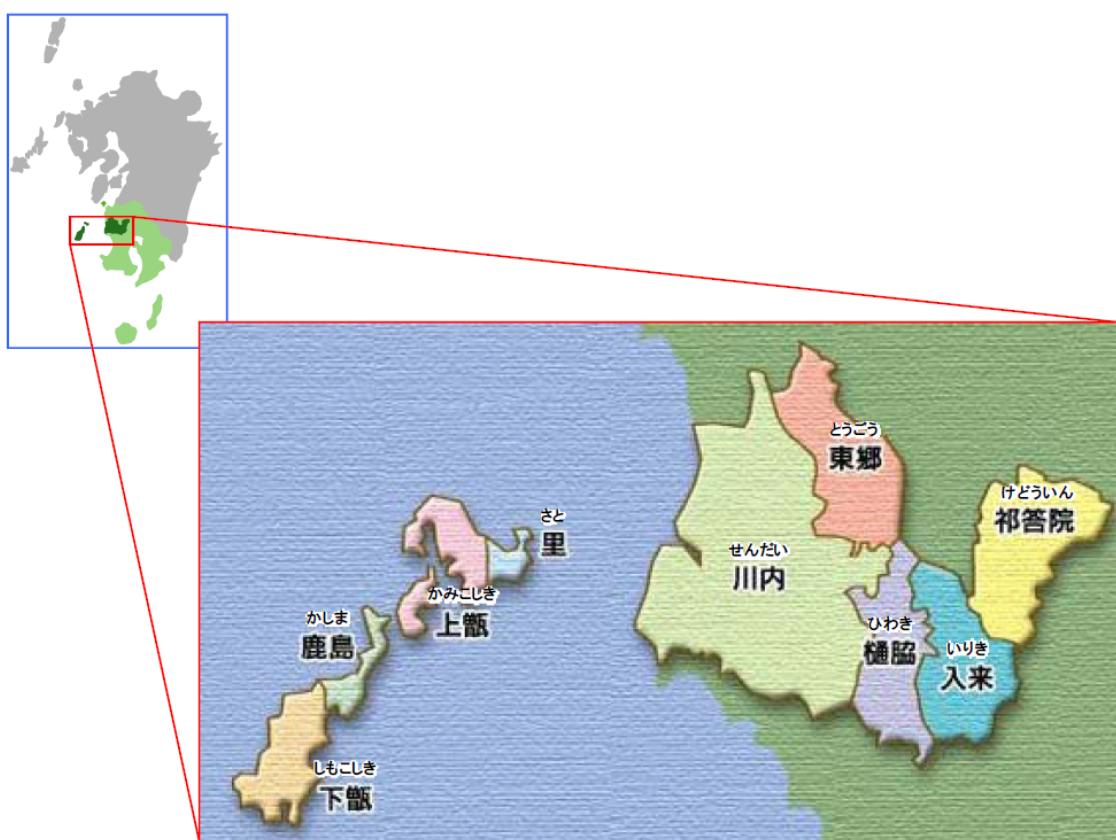 とうごう
東郷
けどういん
祁答院
さと
里
せんだい
川内
かみこしき
上甑
かしま
鹿島
ひわき
樋脇
いりき
入来
しもこしき
下甑